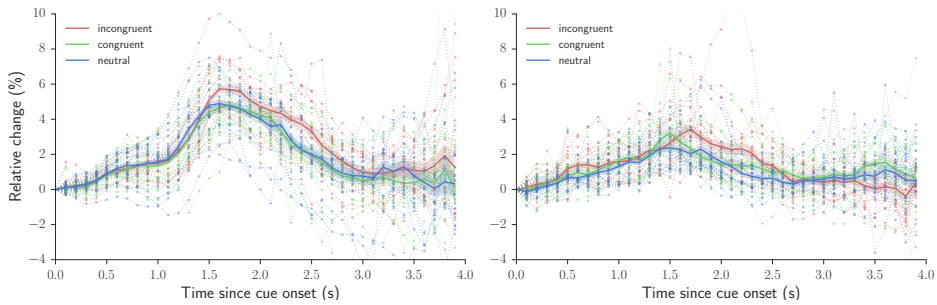 10
8
6
4
2
0
−2
−4
Relative change (%)
incongruent
congruent
neutral
0.0 0.5 1.0 1.5 2.0 2.5 3.0 3.5 4.0
Time since cue onset (s)
10
8
6
4
2
0
−2
−4
incongruent
congruent
neutral
0.0 0.5 1.0 1.5 2.0 2.5 3.0 3.5 4.0
Time since cue onset (s)